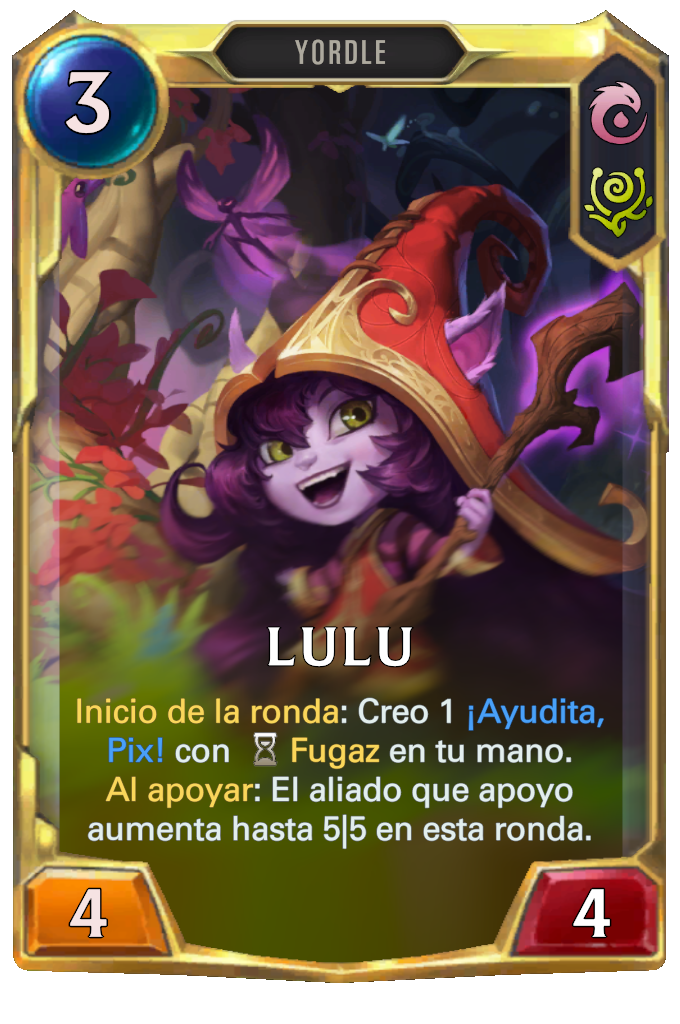 YORDLE
3
LULU
Inicio de la ronda: Creo 1 ¡Ayudita,
Pix! con Fugaz en tu mano.
Al apoyar: El aliado que apoyo
aumenta hasta 5|5 en esta ronda.
4
4